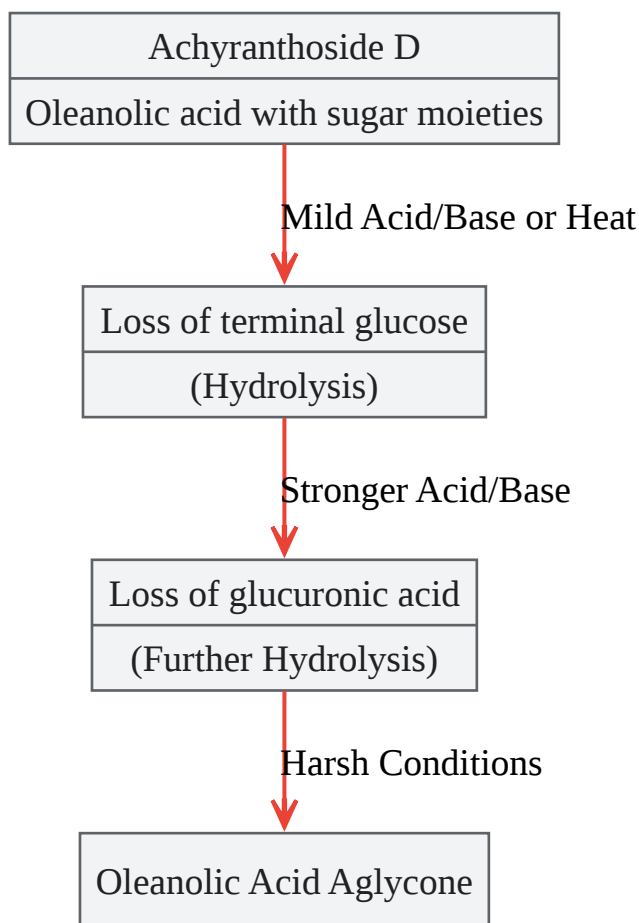 Achyranthoside D
Oleanolic acid with sugar moieties
Mild Acid/Base or Heat
Loss of terminal glucose
(Hydrolysis)
Stronger Acid/Base
Loss of glucuronic acid
(Further Hydrolysis)
Harsh Conditions
Oleanolic Acid Aglycone